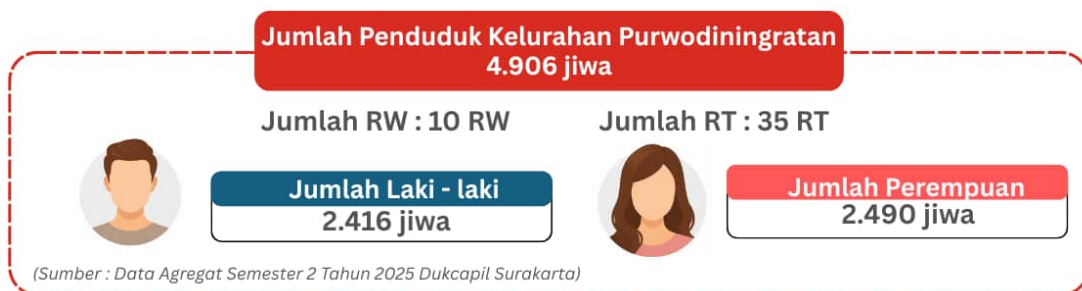 Jumlah Penduduk Kelurahan Purwodiningratan
4.906 jiwa
Jumlah RW : 10 RW
Jumlah RT : 35 RT
Jumlah Laki - laki
2.416 jiwa
Jumlah Perempuan
2.490 jiwa
(Sumber : Data Agregat Semester 2 Tahun 2025 Dukcapil Surakarta)